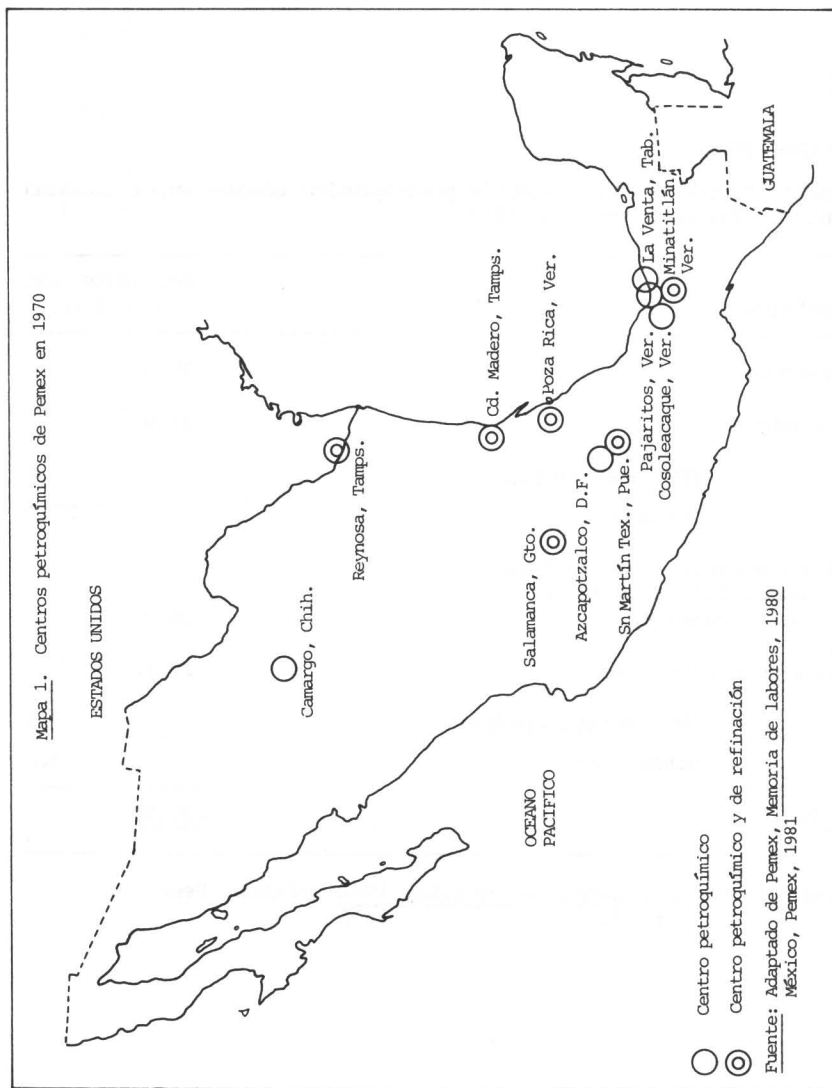 Mapa 1. Centros petroquímicos de Pemex en 1970
ESTADOS UNIDOS
Camargo, Chih.
Reynosa, Tamps.
Cd. Madero, Tamps.
Poza Rica, Ver.
Salamanca, Gto.
Azcapotzalco, D.F.
Sn Martín Tex., Pue.
Pajaritos, Ver.
Cosoleacaque, Ver.
La Venta, Tab.
Minatitlán,
Ver.
GUATEMALA
OCEANO
PACIFICO
Centro petroquímico
Centro petroquímico y de refinación
Fuente: Adaptado de Pemex, Memoria de labores, 1980
México, Pemex, 1981